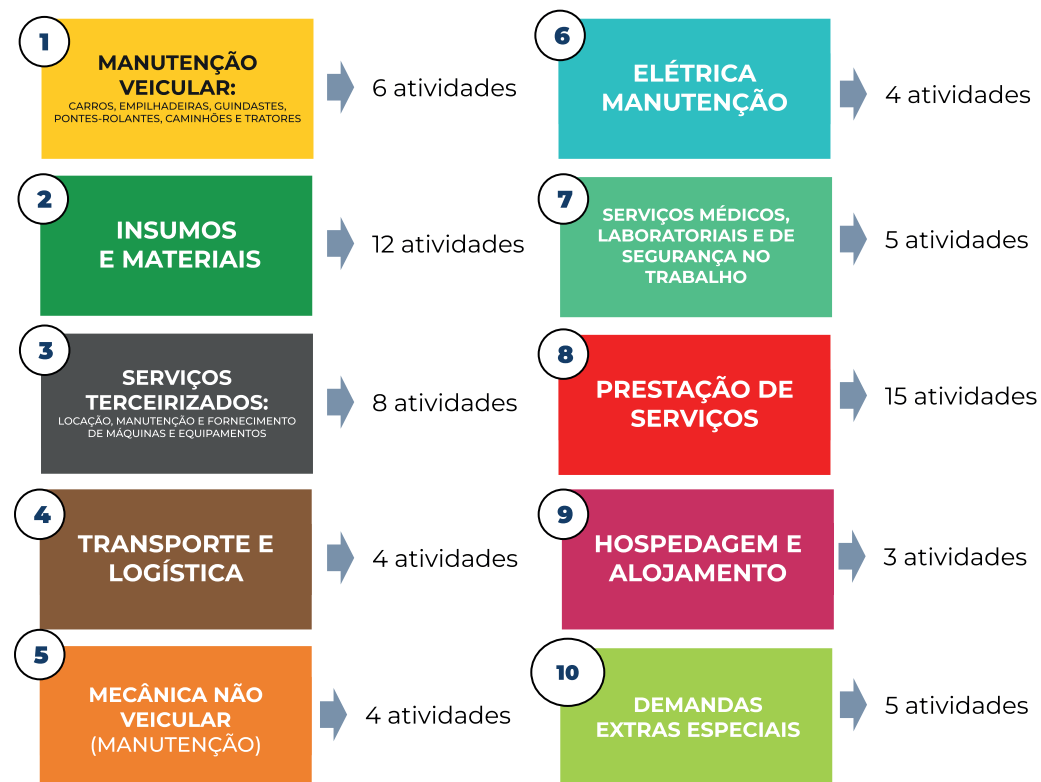 1
MANUTENÇÃO
VEICULAR:
CARROS, EMPILHADEIRAS, GUINDASTES,
PONTES-ROLANTES, CAMINHÕES E TRATORES
6 atividades
2
INSUMOS
E MATERIAIS
12 atividades
3
SERVIÇOS
TERCEIRIZADOS:
LOCAÇÃO, MANUTENÇÃO E FORNECIMENTO
DE MÁQUINAS E EQUIPAMENTOS
8 atividades
4
TRANSPORTE E
LOGÍSTICA
4 atividades
5
MECÂNICA NÃO
VEICULAR
(MANUTENÇÃO)
4 atividades
6
ELÉTRICA
MANUTENÇÃO
4 atividades
7
SERVIÇOS MÉDICOS,
LABORATORIAIS E DE
SEGURANÇA NO
TRABALHO
5 atividades
8
PRESTAÇÃO DE
SERVIÇOS
15 atividades
9
HOSPEDAGEM E
ALOJAMENTO
3 atividades
10
DEMANDAS
EXTRAS ESPECIAIS
5 atividades